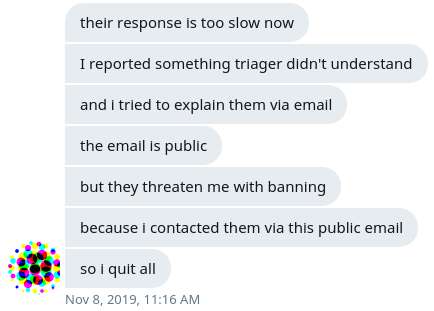 their response is too slow now
I reported something triager didn't understand
and i tried to explain them via email
the email is public
but they threaten me with banning
because i contacted them via this public email
so i quit all
Nov 8, 2019, 11:16 AM